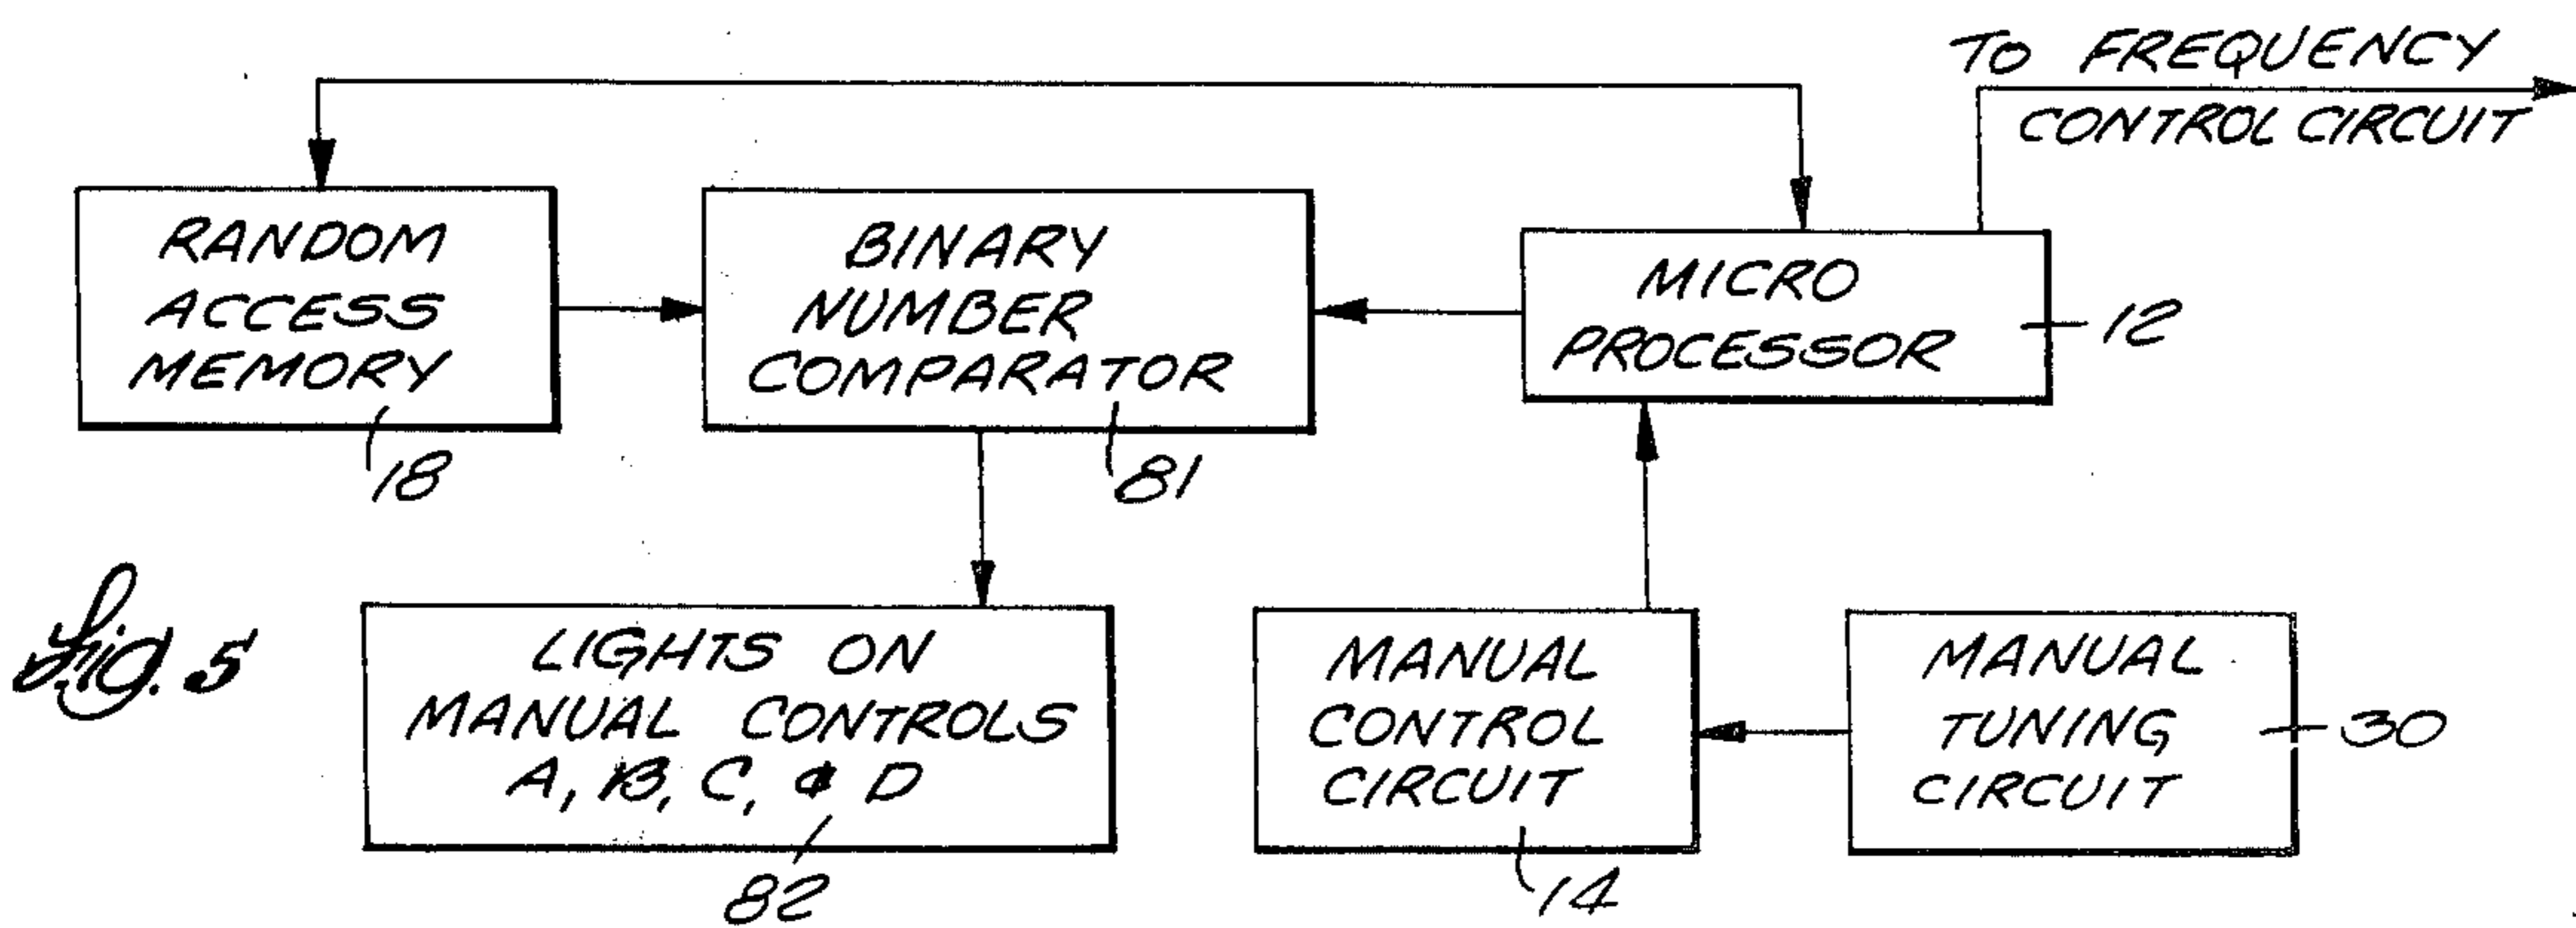 TO FREQUENCY
CONTROL CIRCUIT
RANDOM
ACCESS
MEMORY
18
BINARY
NUMBER
COMPARATOR
81
MICRO
PROCESSOR
12
LIGHTS ON
MANUAL CONTROLS
A, B, C, & D
82
MANUAL
CONTROL
CIRCUIT
14
MANUAL
TUNING
CIRCUIT
30
Fig. 5